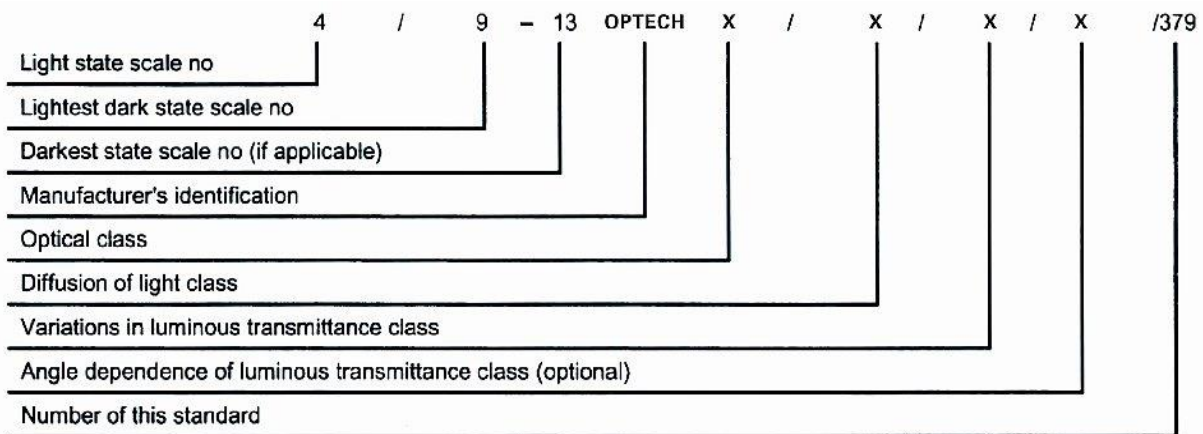 4 / 9 – 13 OPTECH X / X / X / X /379
Light state scale no
Lightest dark state scale no
Darkest state scale no (if applicable)
Manufacturer's identification
Optical class
Diffusion of light class
Variations in luminous transmittance class
Angle dependence of luminous transmittance class (optional)
Number of this standard